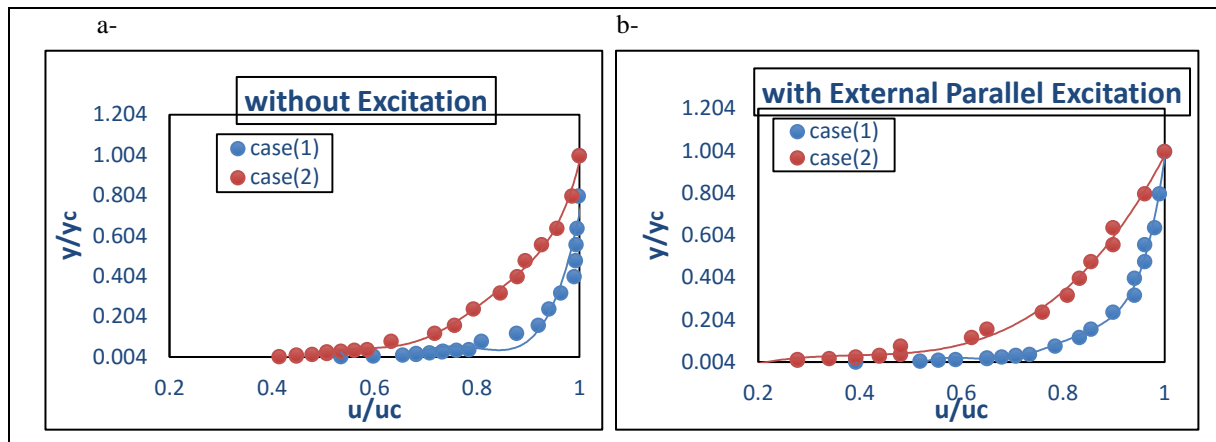 a-
without Excitation
1.204
1.004
0.804
0.604
0.404
0.204
0.004
y/yc
case(1)
case(2)
0.2 0.4 0.6 0.8 1
u/uc
b-
with External Parallel Excitation
1.204
1.004
0.804
0.604
0.404
0.204
0.004
y/yc
case(1)
case(2)
0.2 0.4 0.6 0.8 1
u/uc